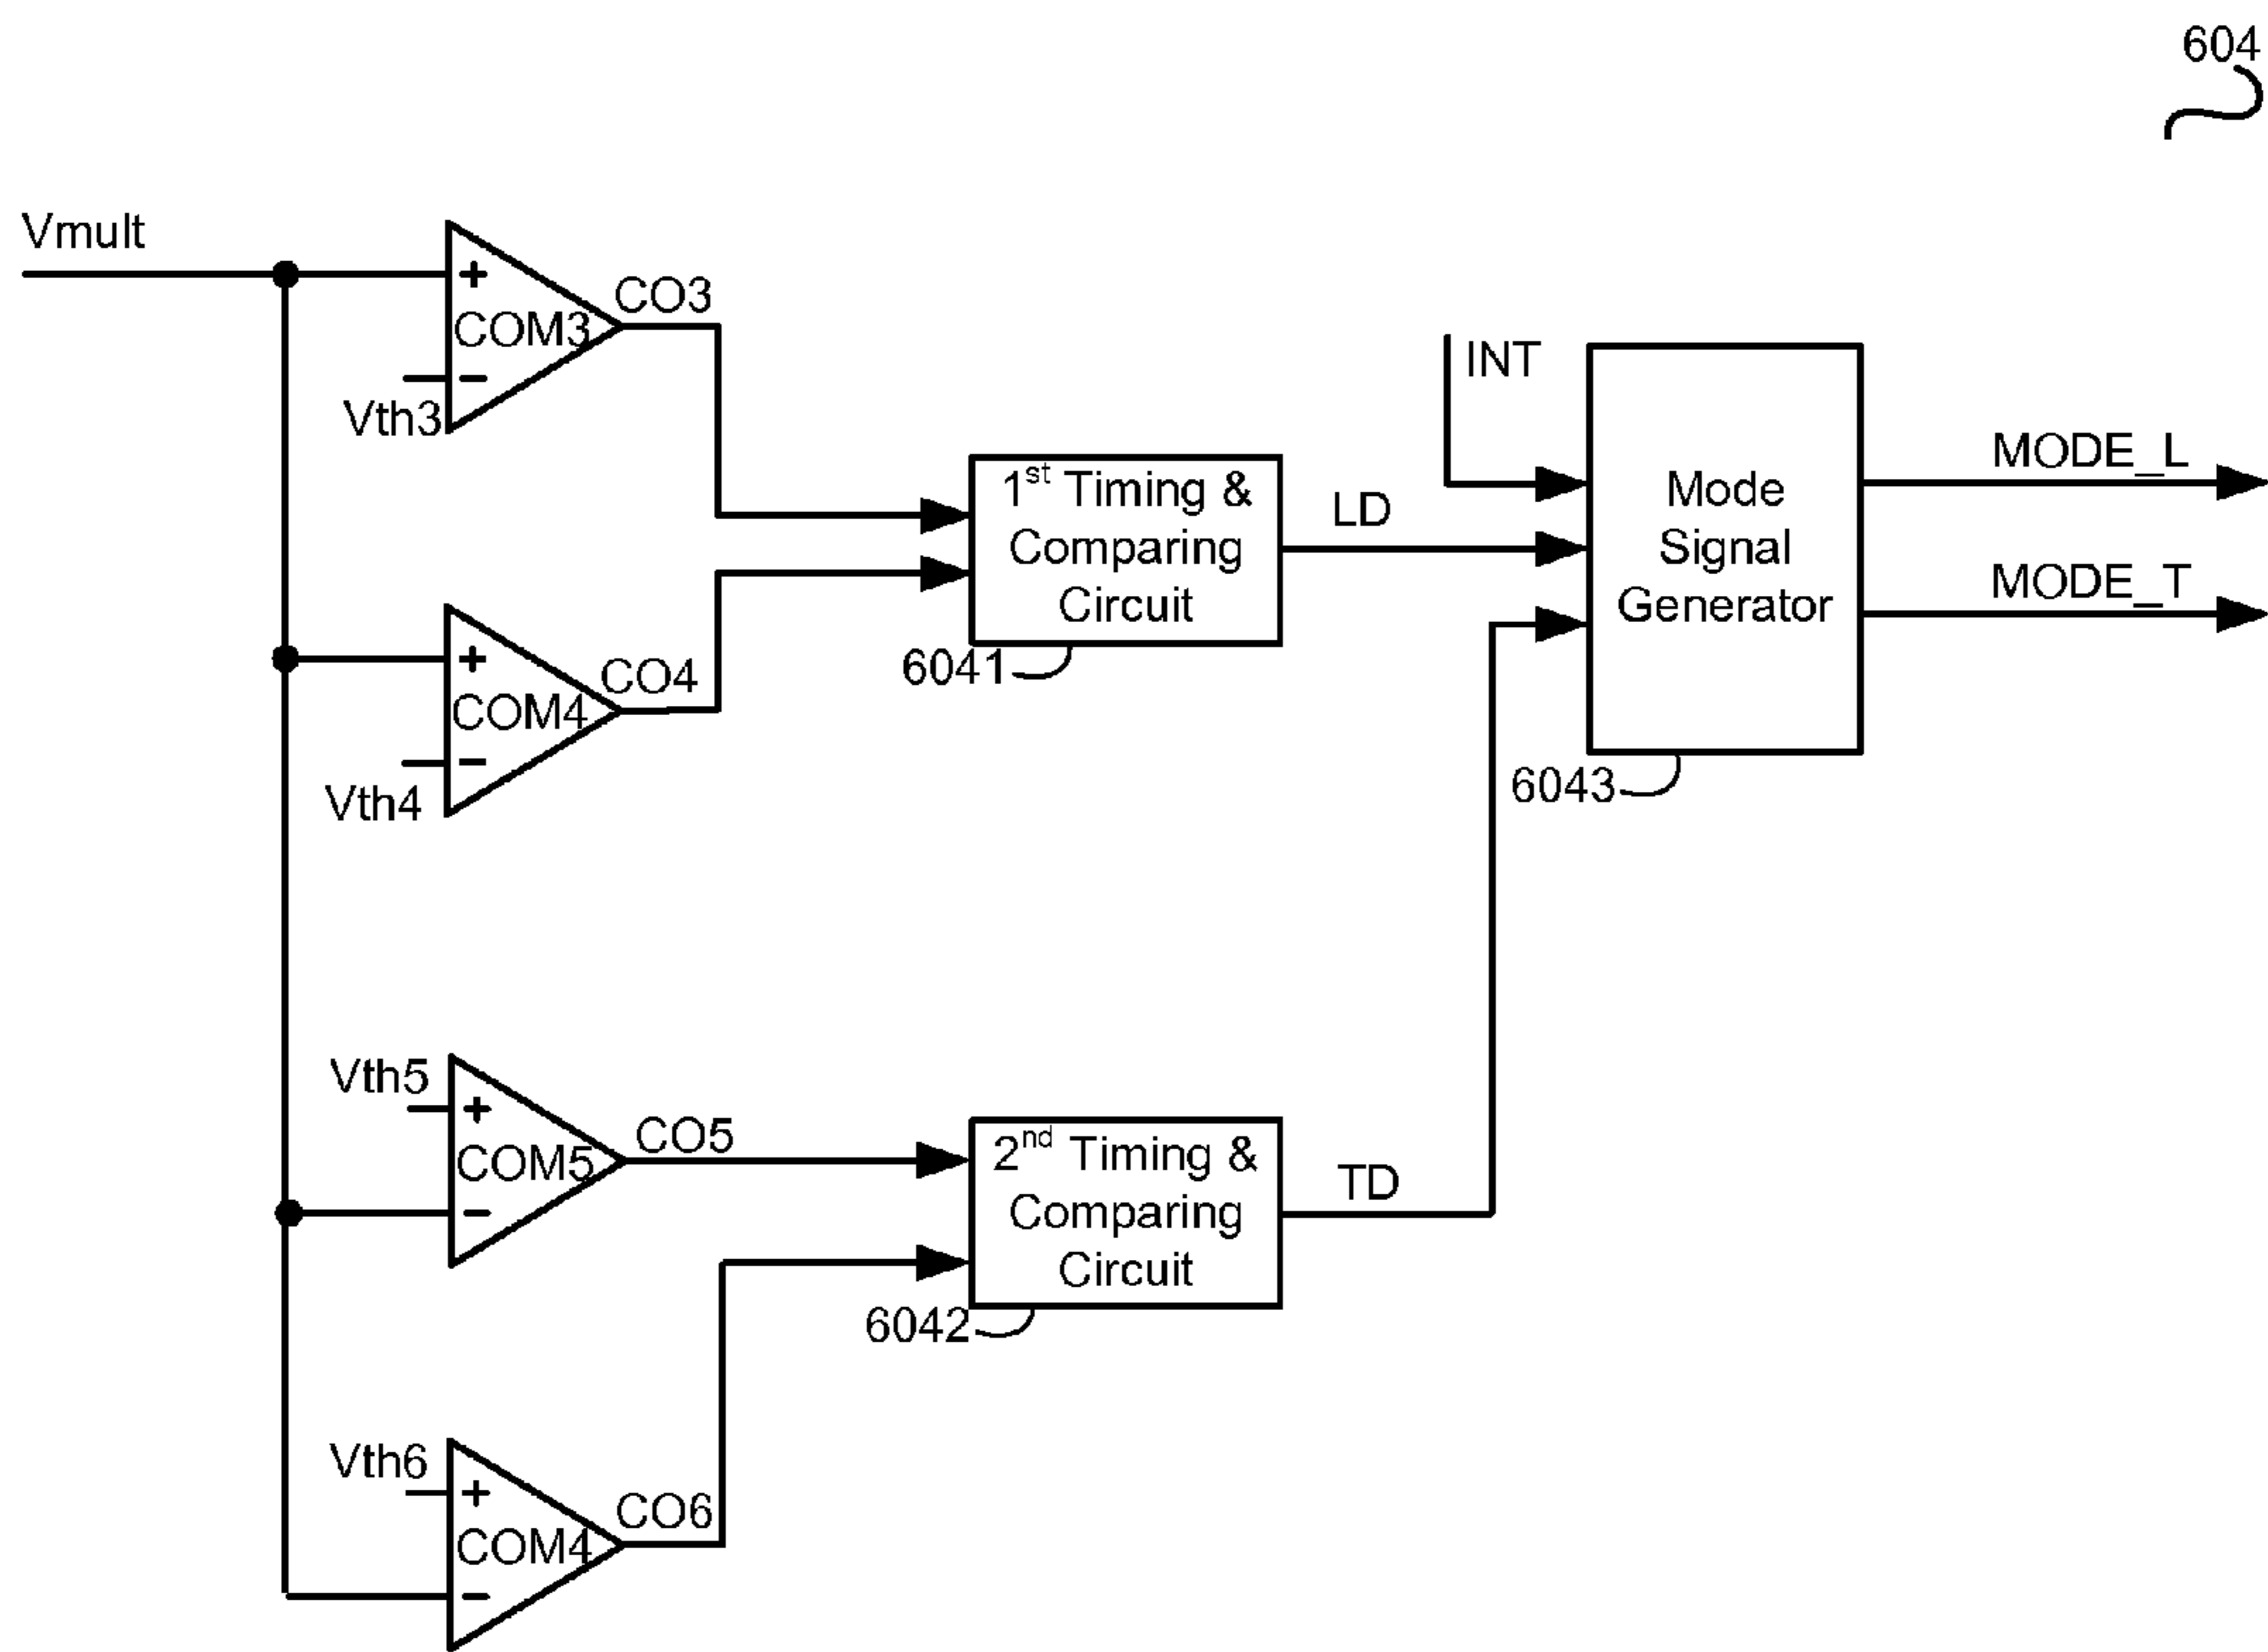 604
Vmult
+
COM3
−
Vth3
CO3
+
COM4
−
Vth4
CO4
1st Timing &
Comparing
Circuit
6041
LD
INT
Mode
Signal
Generator
6043
MODE_L
MODE_T
Vth5
+
COM5
−
CO5
2nd Timing &
Comparing
Circuit
6042
TD
Vth6
+
COM4
−
CO6